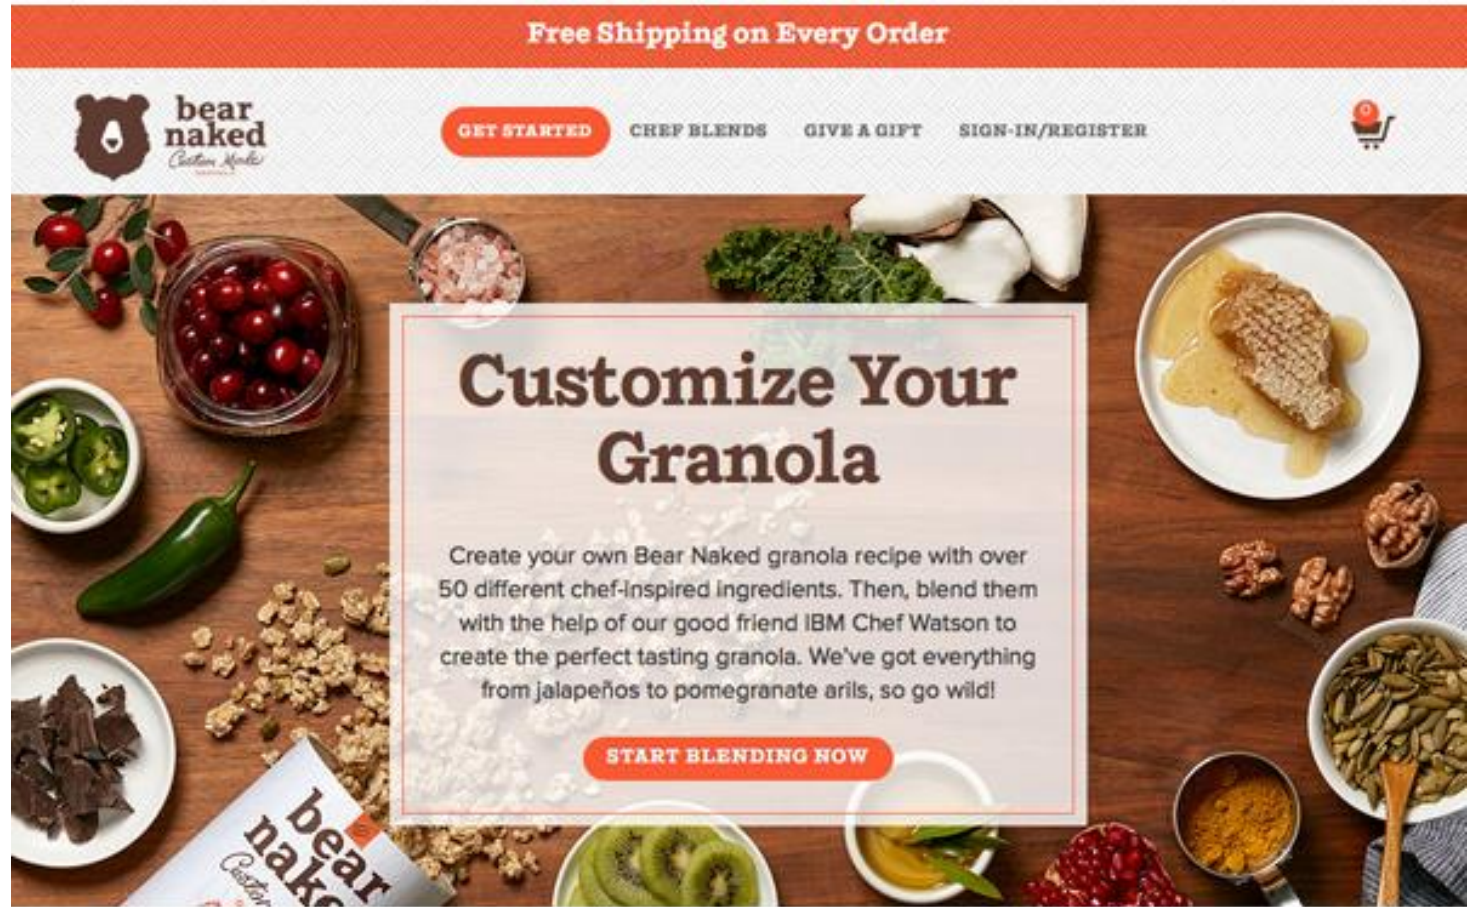 Free Shipping on Every Order
bear
naked
Custom Made
GET STARTED
CHEF BLENDS
GIVE A GIFT
SIGN-IN/REGISTER
0
Customize Your
Granola
Create your own Bear Naked granola recipe with over
50 different chef-inspired ingredients. Then, blend them
with the help of our good friend IBM Chef Watson to
create the perfect tasting granola. We've got everything
from jalapeños to pomegranate arils, so go wild!
START BLENDING NOW
bear